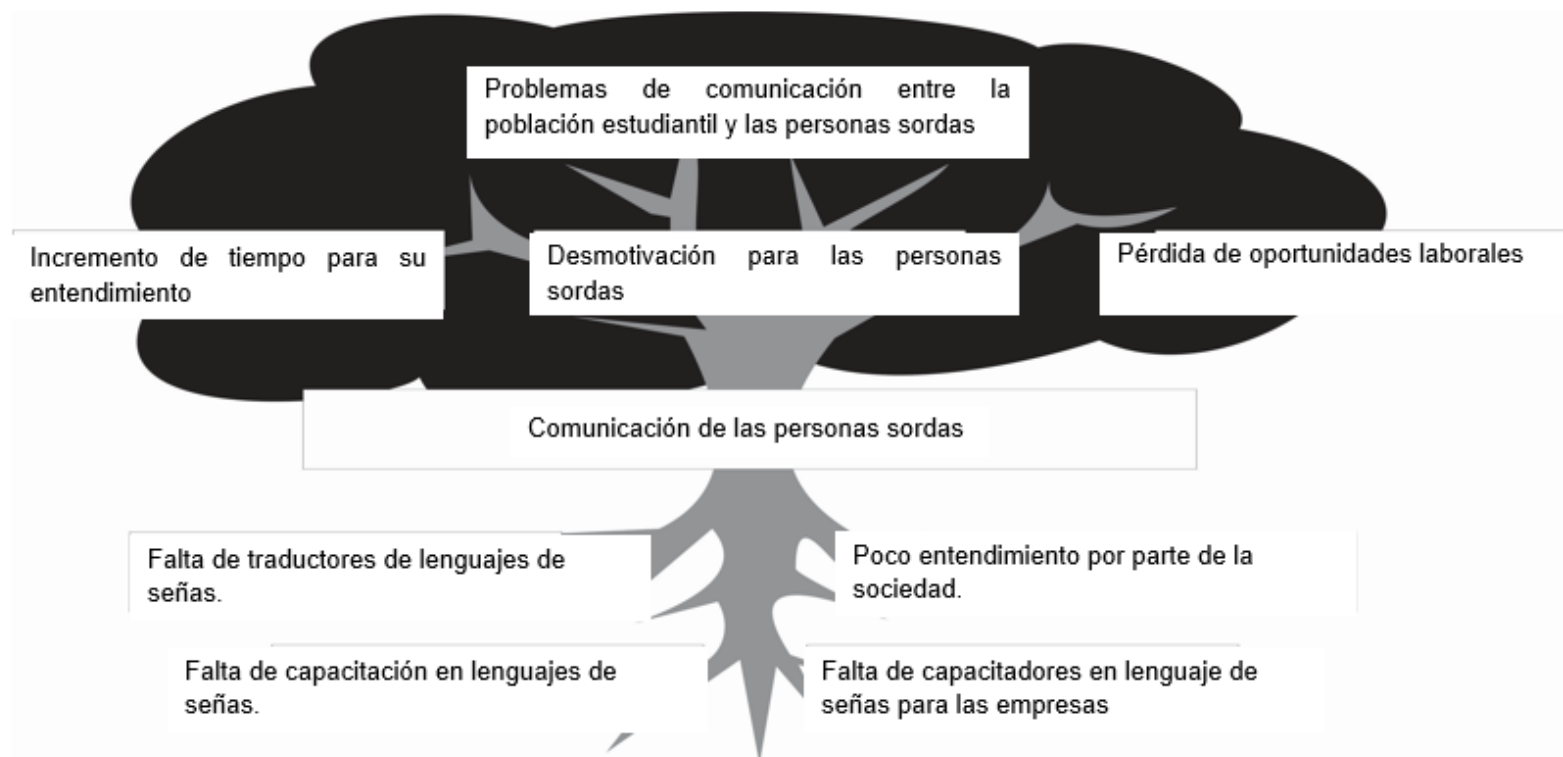 Problemas de comunicación entre la
población estudiantil y las personas sordas
Incremento de tiempo para su
entendimiento
Desmotivación para las personas
sordas
Pérdida de oportunidades laborales
Comunicación de las personas sordas
Falta de traductores de lenguajes de
señas.
Poco entendimiento por parte de la
sociedad.
Falta de capacitación en lenguajes de
señas.
Falta de capacitadores en lenguaje de
señas para las empresas